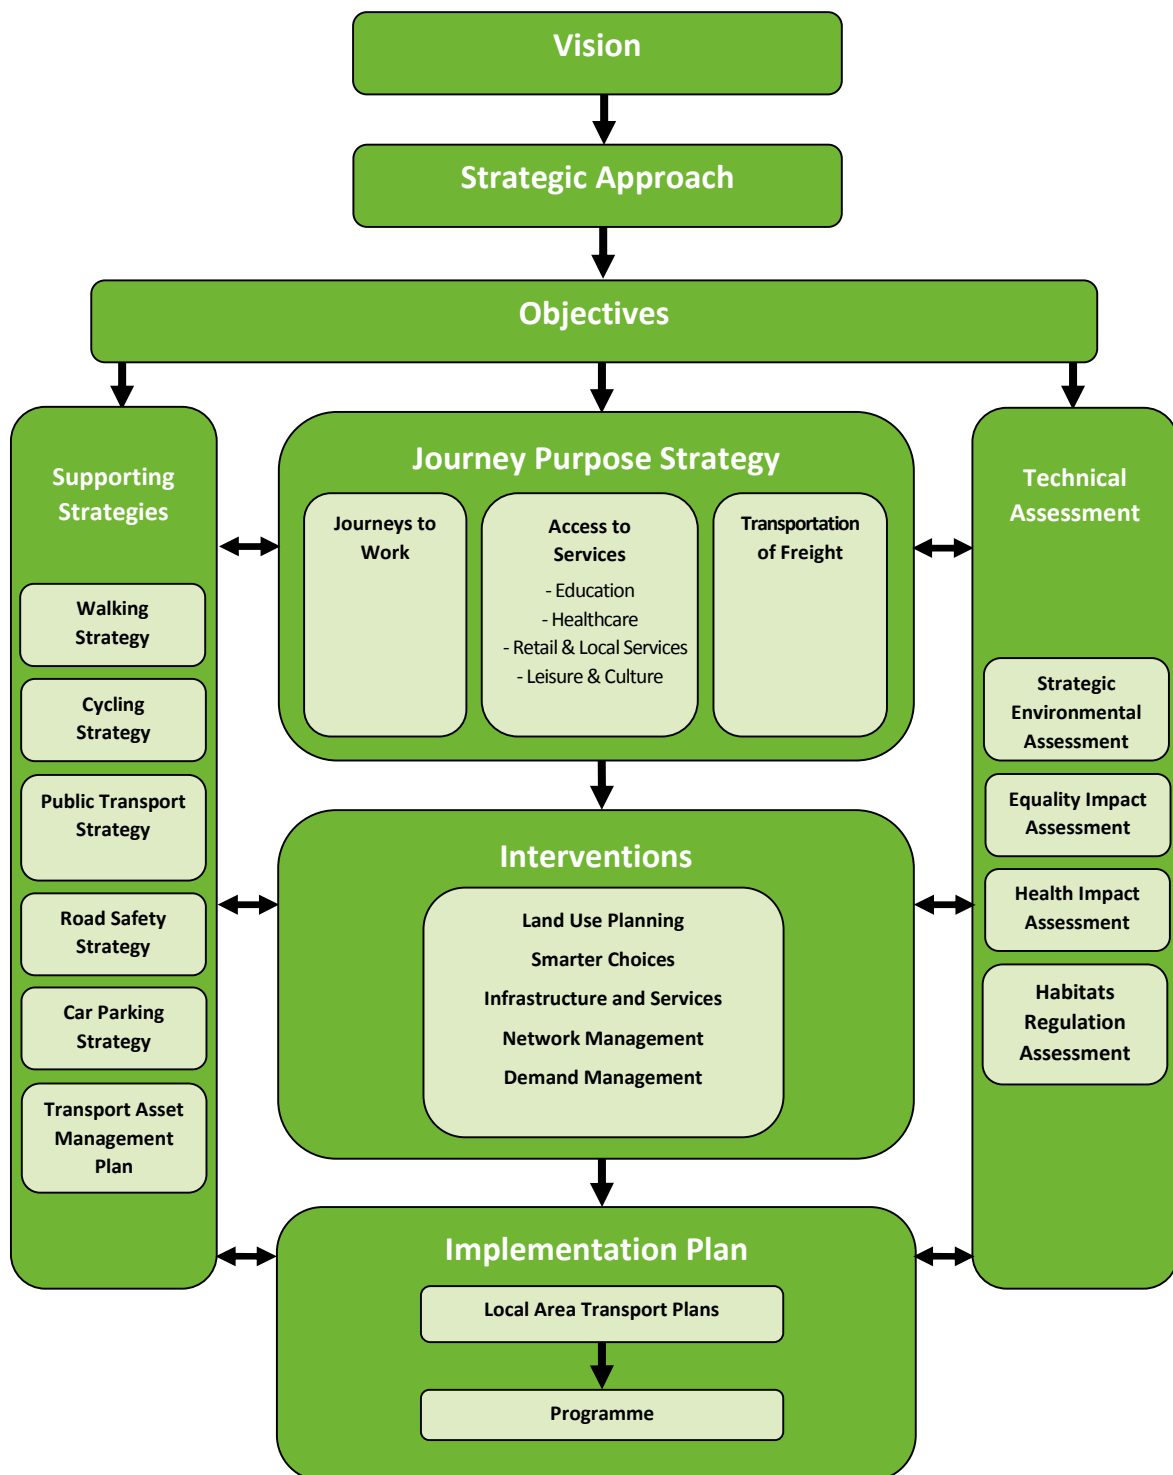 Vision
Strategic Approach
Objectives
Supporting
Strategies
Walking
Strategy
Cycling
Strategy
Public Transport
Strategy
Road Safety
Strategy
Car Parking
Strategy
Transport Asset
Management
Plan
Journey Purpose Strategy
Journeys to
Work
Access to
Services
- Education
- Healthcare
- Retail & Local Services
- Leisure & Culture
Transportation
of Freight
Interventions
Land Use Planning
Smarter Choices
Infrastructure and Services
Network Management
Demand Management
Implementation Plan
Local Area Transport Plans
Programme
Technical
Assessment
Strategic
Environmental
Assessment
Equality Impact
Assessment
Health Impact
Assessment
Habitats
Regulation
Assessment